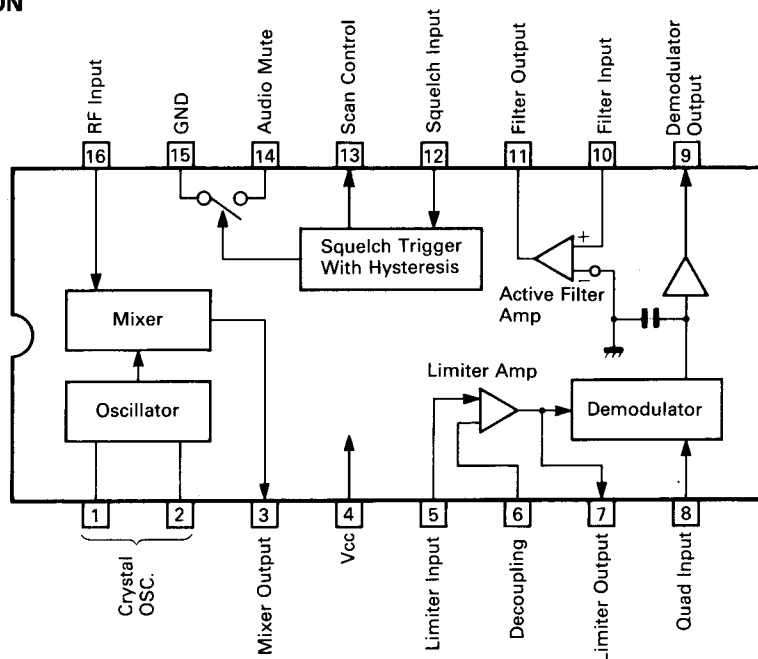 ON
RF Input
GND
Audio Mute
Scan Control
Squelch Input
Filter Output
Filter Input
Demodulator
Output
16
15
14
13
12
11
10
9
Squelch Trigger
With Hysteresis
+
−
Active Filter
Amp
Mixer
Limiter Amp
Oscillator
Demodulator
1
2
3
4
5
6
7
8
Crystal
OSC.
Mixer Output
Vcc
Limiter Input
Decoupling
Limiter Output
Quad Input